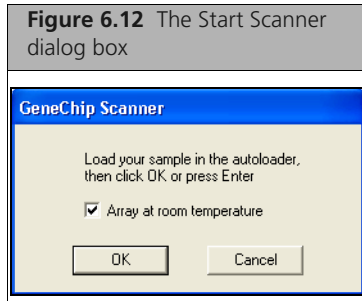 Figure 6.12 The Start Scanner
dialog box
GeneChip Scanner
Load your sample in the autoloader,
then click OK or press Enter
Array at room temperature
OK Cancel